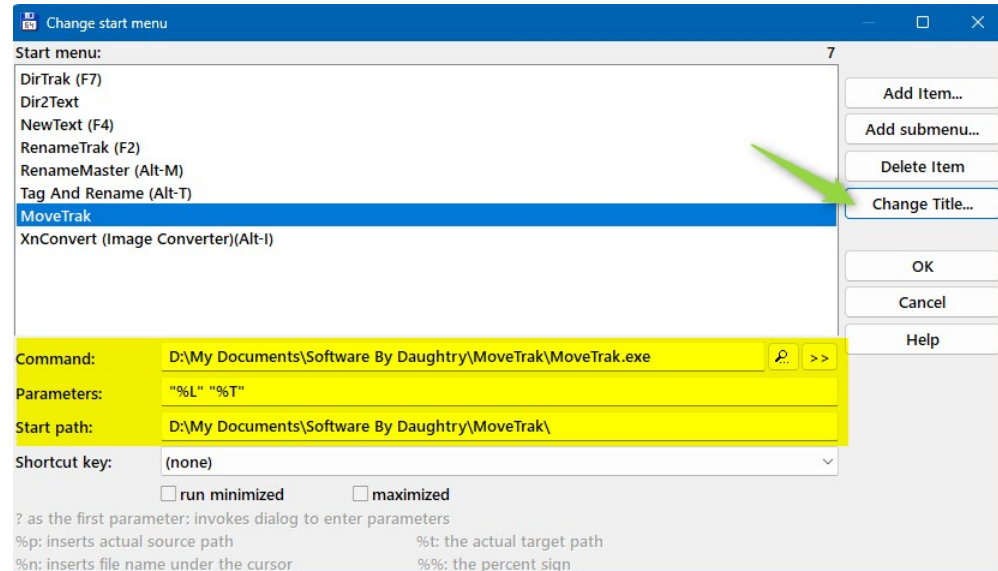 Change start menu
Start menu: 7
DirTrak (F7)
Dir2Text
NewText (F4)
RenameTrak (F2)
RenameMaster (Alt-M)
Tag And Rename (Alt-T)
MoveTrak
XnConvert (Image Converter)(Alt-I)
Add Item...
Add submenu...
Delete Item
Change Title...
OK
Cancel
Help
Command: D:\My Documents\Software By Daughtry\MoveTrak\MoveTrak.exe >>
Parameters: "%L" "%T"
Start path: D:\My Documents\Software By Daughtry\MoveTrak\
Shortcut key: (none)
run minimized maximized
? as the first parameter: invokes dialog to enter parameters
%p: inserts actual source path %t: the actual target path
%n: inserts file name under the cursor %%: the percent sign